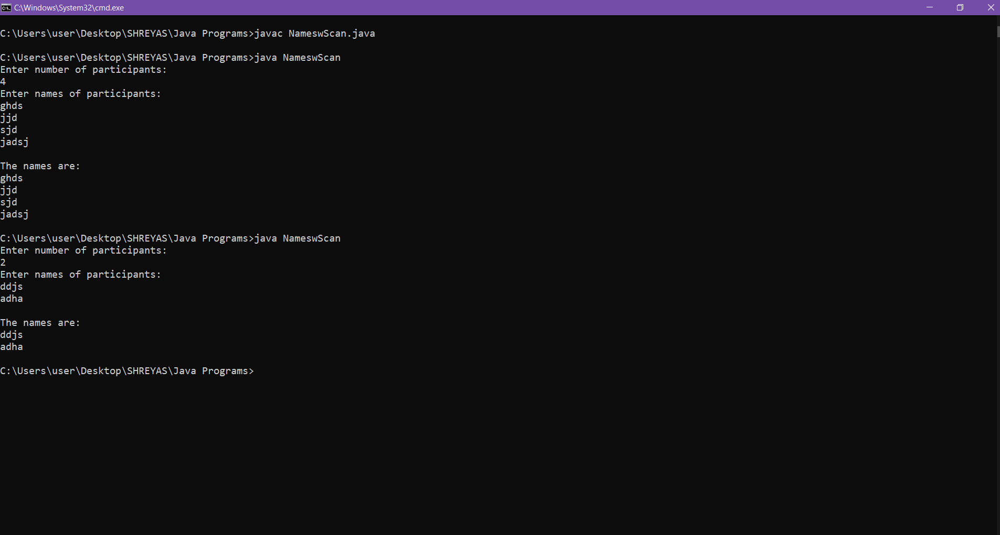 C:\Windows\System32\cmd.exe
C:\Users\user\Desktop\SHREYAS\Java Programs>javac NameswScan.java
C:\Users\user\Desktop\SHREYAS\Java Programs>java NameswScan
Enter number of participants:
4
Enter names of participants:
ghds
jjd
sjd
jadsj
The names are:
ghds
jjd
sjd
jadsj
C:\Users\user\Desktop\SHREYAS\Java Programs>java NameswScan
Enter number of participants:
2
Enter names of participants:
ddjs
adha
The names are:
ddjs
adha
C:\Users\user\Desktop\SHREYAS\Java Programs>